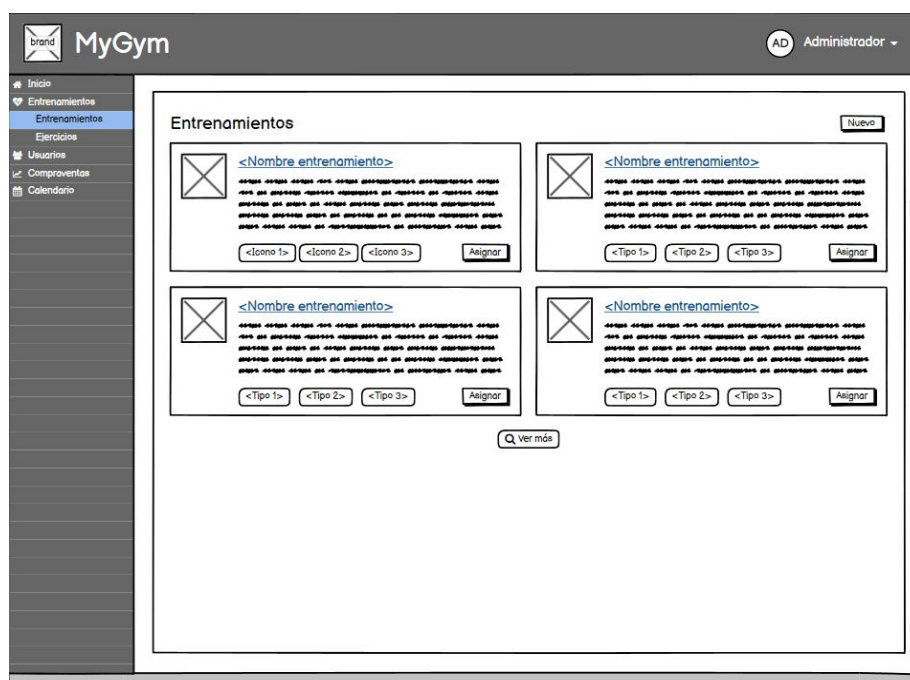 brand
MyGym
AD
Administrador
Inicio
Entrenamientos
Entrenamientos
Ejercicios
Usuarios
Compraventas
Calendario
Entrenamientos
Nuevo
<Nombre entrenamiento>
<Icono 1> <Icono 2> <Icono 3> Asignar
<Nombre entrenamiento>
<Tipo 1> <Tipo 2> <Tipo 3> Asignar
<Nombre entrenamiento>
<Tipo 1> <Tipo 2> <Tipo 3> Asignar
<Nombre entrenamiento>
<Tipo 1> <Tipo 2> <Tipo 3> Asignar
Ver más